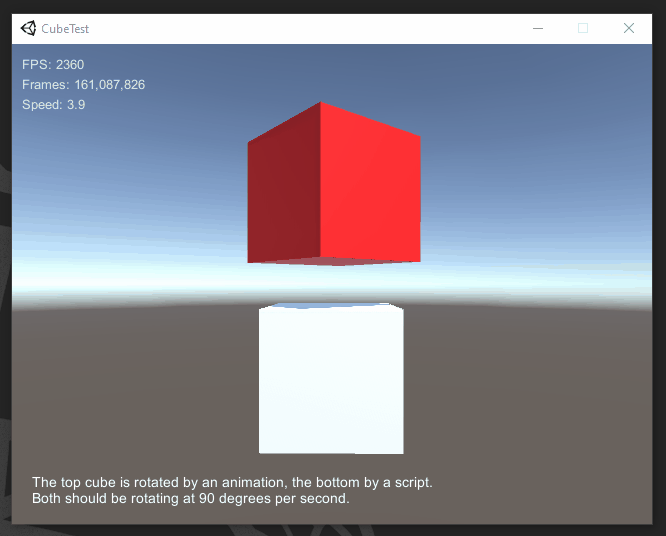 CubeTest
FPS: 2360
Frames: 161,087,826
Speed: 3.9
The top cube is rotated by an animation, the bottom by a script.
Both should be rotating at 90 degrees per second.